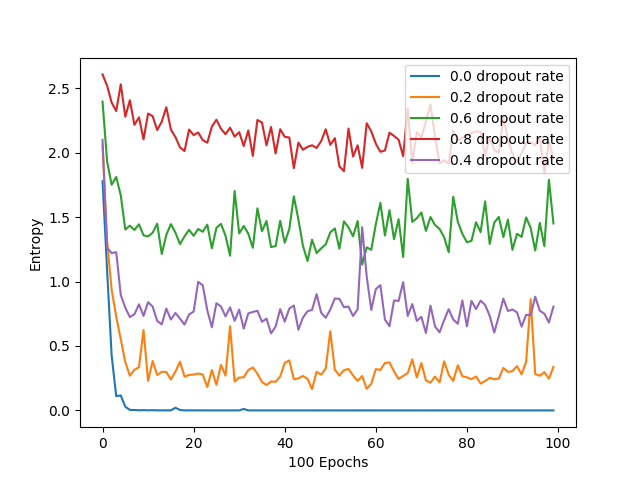 0.0 dropout rate
0.2 dropout rate
0.6 dropout rate
0.8 dropout rate
0.4 dropout rate
2.5
2.0
1.5
1.0
0.5
0.0
Entropy
0 20 40 60 80 100
100 Epochs